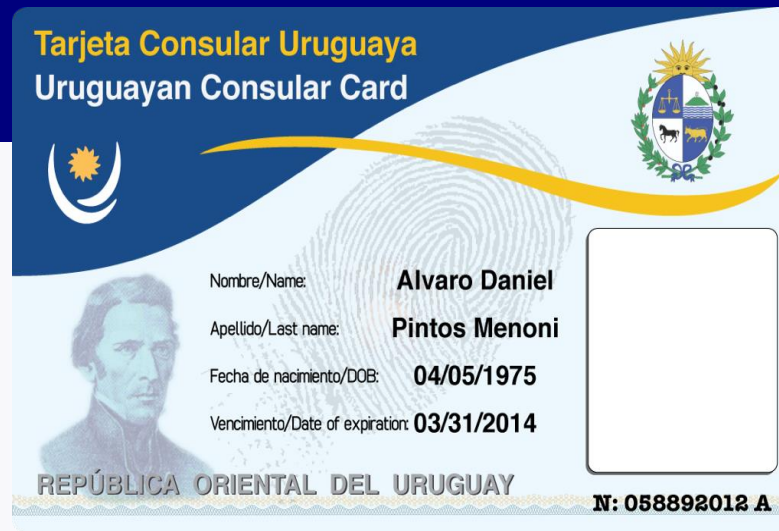 Tarjeta Consular Uruguaya
Uruguayan Consular Card
Nombre/Name: Alvaro Daniel
Apellido/Last name: Pintos Menoni
Fecha de nacimiento/DOB: 04/05/1975
Vencimiento/Date of expiration: 03/31/2014
REPÚBLICA ORIENTAL DEL URUGUAY
N: 058892012 A